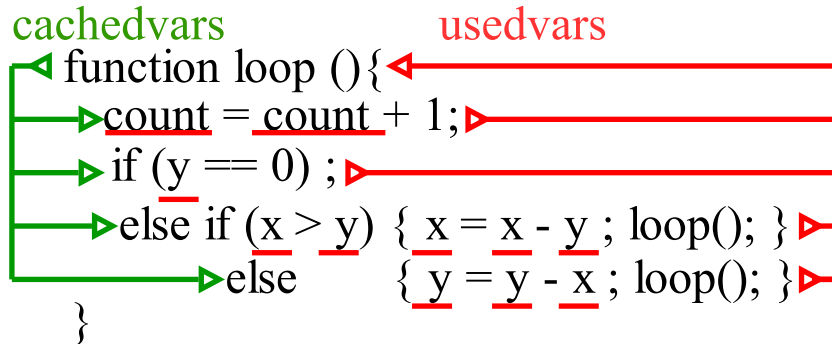 cachedvars usedvars
function loop (){
count = count + 1;
if (y == 0) ;
else if (x > y) { x = x - y ; loop(); }
else { y = y - x ; loop(); }
}